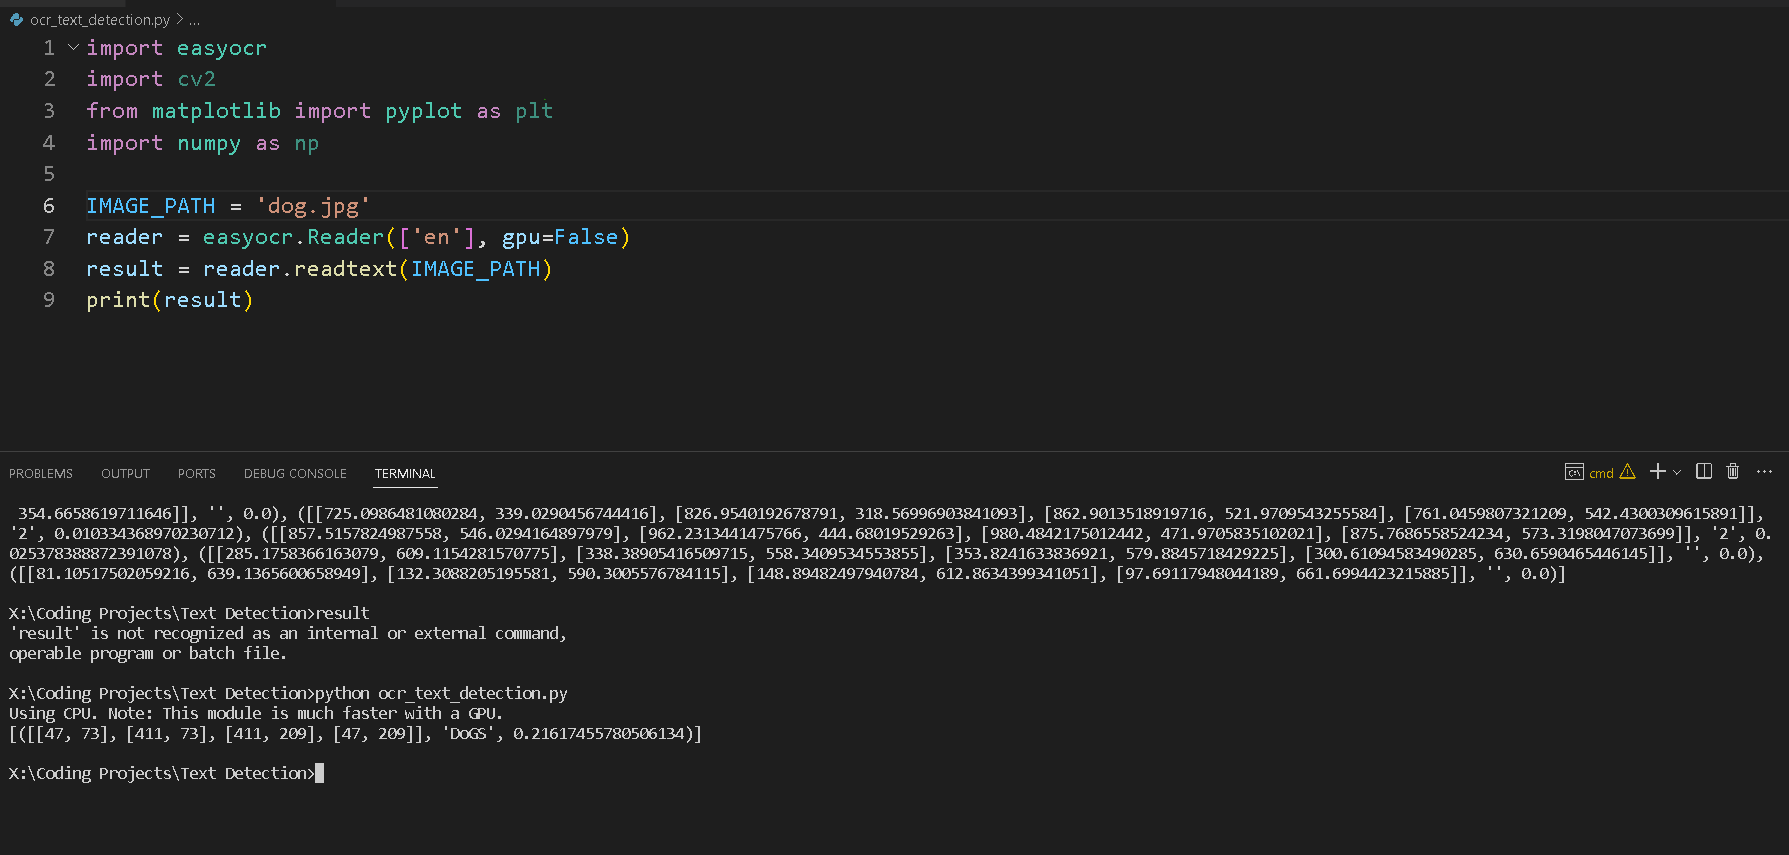 ocr_text_detection.py > ...
1 import easyocr
2 import cv2
3 from matplotlib import pyplot as plt
4 import numpy as np
5
6 IMAGE_PATH = 'dog.jpg'
7 reader = easyocr.Reader(['en'], gpu=False)
8 result = reader.readtext(IMAGE_PATH)
9 print(result)
PROBLEMS OUTPUT PORTS DEBUG CONSOLE TERMINAL cmd
354.6658619711646]], '', 0.0), ([[725.0986481080284, 339.0290456744416], [826.9540192678791, 318.56996903841093], [862.9013518919716, 521.9709543255584], [761.0459807321209, 542.4300309615891]],
'2', 0.010334368970230712), ([[857.5157824987558, 546.0294164897979], [962.2313441475766, 444.68019529263], [980.4842175012442, 471.9705835102021], [875.7686558524234, 573.3198047073699]], '2', 0.
025378388872391078), ([[285.1758366163079, 609.1154281570775], [338.38905416509715, 558.3409534553855], [353.8241633836921, 579.8845718429225], [300.61094583490285, 630.6590465446145]], '', 0.0),
([[81.10517502059216, 639.1365600658949], [132.3088205195581, 590.3005576784115], [148.89482497940784, 612.8634399341051], [97.69117948044189, 661.6994423215885]], '', 0.0)]
X:\Coding Projects\Text Detection>result
'result' is not recognized as an internal or external command,
operable program or batch file.
X:\Coding Projects\Text Detection>python ocr_text_detection.py
Using CPU. Note: This module is much faster with a GPU.
[([[47, 73], [411, 73], [411, 209], [47, 209]], 'DoGS', 0.21617455780506134)]
X:\Coding Projects\Text Detection>